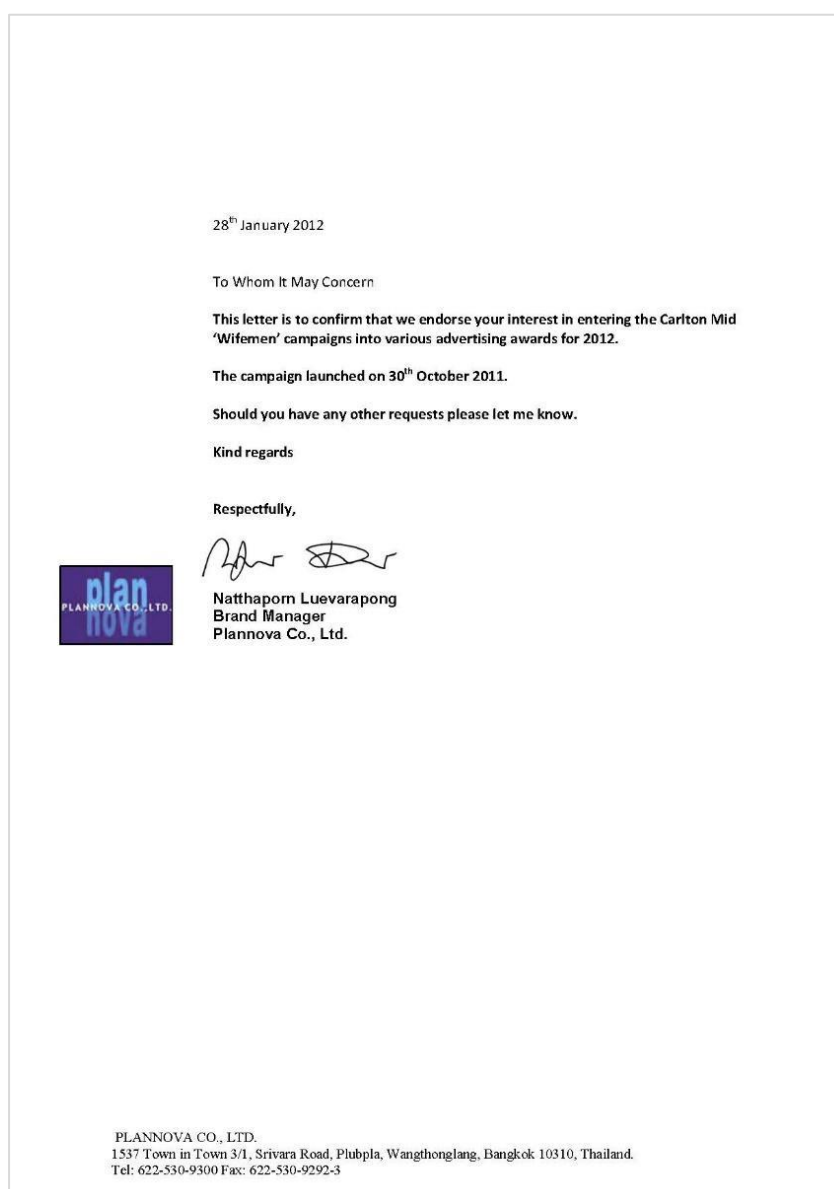 28th January 2012
To Whom It May Concern
This letter is to confirm that we endorse your interest in entering the Carlton Mid
‘Wifemen’ campaigns into various advertising awards for 2012.
The campaign launched on 30th October 2011.
Should you have any other requests please let me know.
Kind regards
Respectfully,
plan
PLANNOVA CO.,LTD.
nova
Natthaporn Luevarapong
Brand Manager
Plannova Co., Ltd.
PLANNOVA CO., LTD.
1537 Town in Town 3/1, Srivara Road, Plubpla, Wangthonglang, Bangkok 10310, Thailand.
Tel: 622-530-9300 Fax: 622-530-9292-3